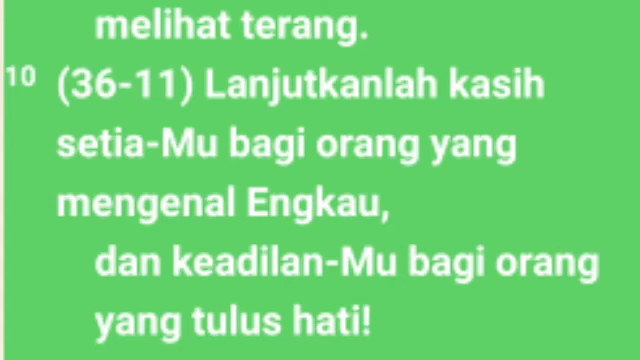 melihat terang.
10 (36-11) Lanjutkanlah kasih
setia-Mu bagi orang yang
mengenal Engkau,
dan keadilan-Mu bagi orang
yang tulus hati!